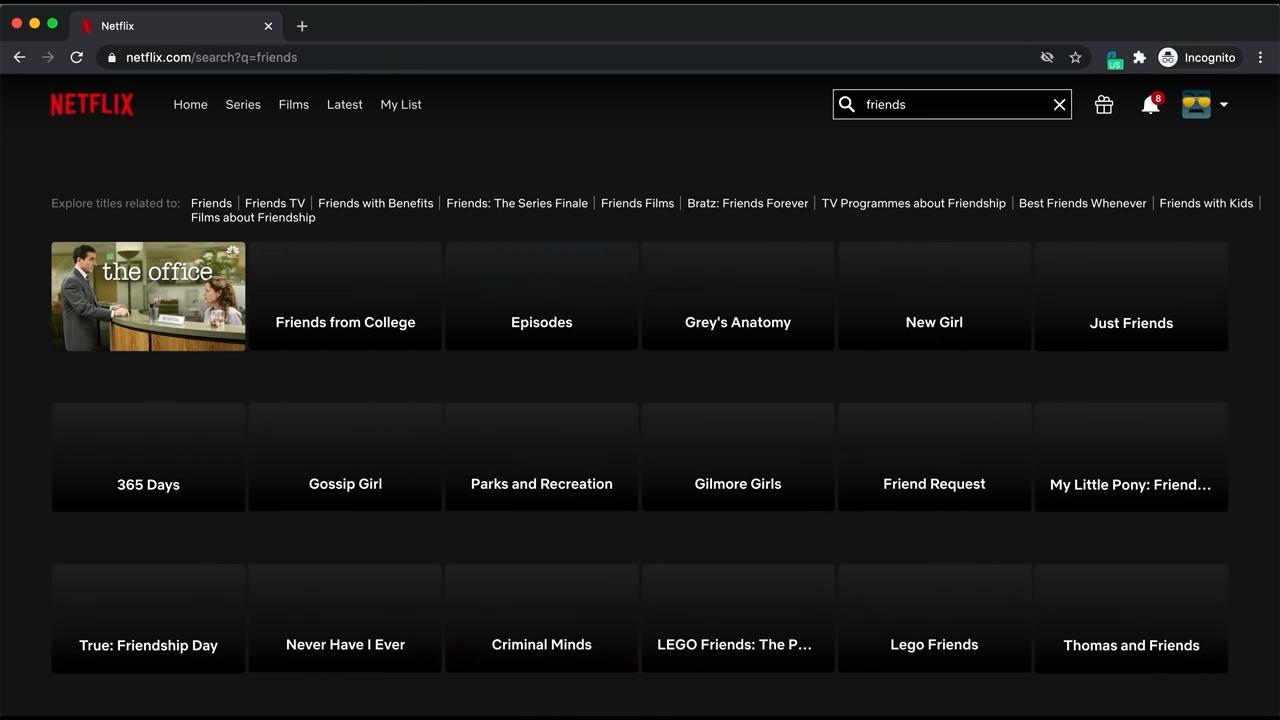 Netflix
netflix.com/search?q=friends
US
Incognito
NETFLIX
Home
Series
Films
Latest
My List
friends
8
Explore titles related to:
Friends | Friends TV | Friends with Benefits | Friends: The Series Finale | Friends Films | Bratz: Friends Forever | TV Programmes about Friendship | Best Friends Whenever | Friends with Kids |
Films about Friendship
the office
Friends from College
Episodes
Grey's Anatomy
New Girl
Just Friends
365 Days
Gossip Girl
Parks and Recreation
Gilmore Girls
Friend Request
My Little Pony: Friend...
True: Friendship Day
Never Have I Ever
Criminal Minds
LEGO Friends: The P...
Lego Friends
Thomas and Friends